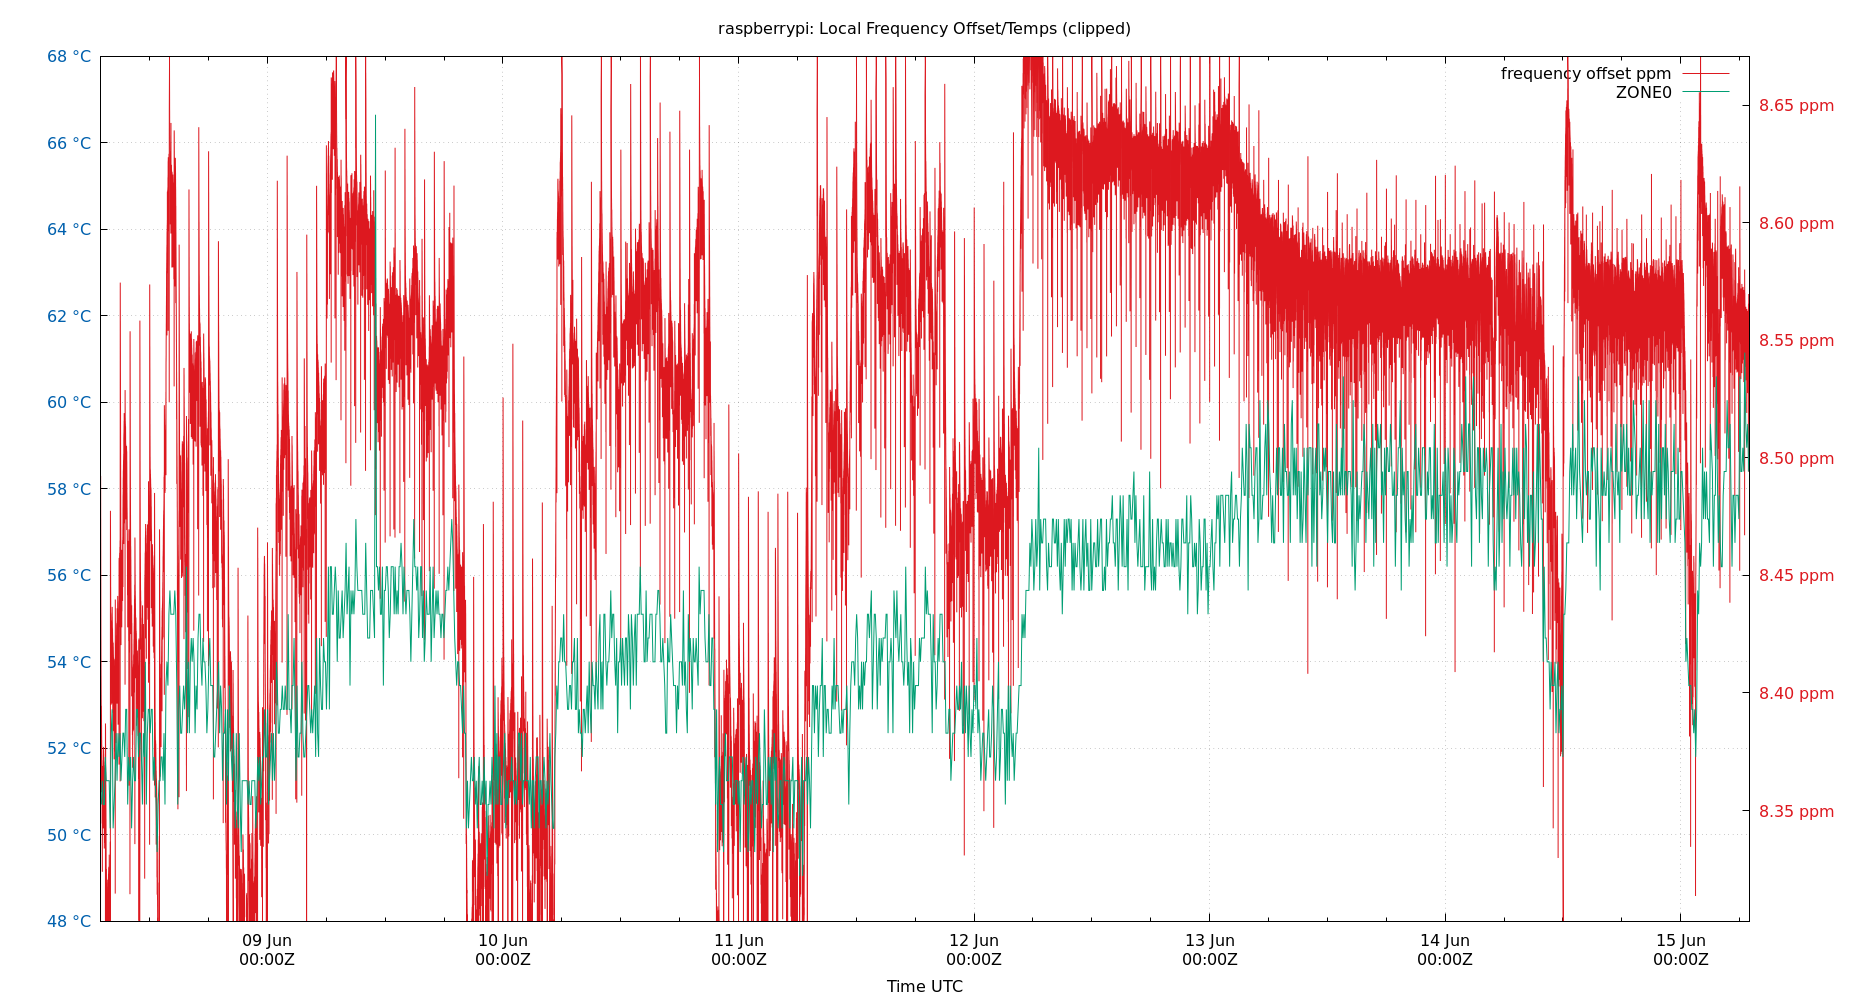 raspberrypi: Local Frequency Offset/Temps (clipped)
68 °C
66 °C
64 °C
62 °C
60 °C
58 °C
56 °C
54 °C
52 °C
50 °C
48 °C
frequency offset ppm
ZONE0
8.65 ppm
8.60 ppm
8.55 ppm
8.50 ppm
8.45 ppm
8.40 ppm
8.35 ppm
09 Jun
00:00Z
10 Jun
00:00Z
11 Jun
00:00Z
12 Jun
00:00Z
13 Jun
00:00Z
14 Jun
00:00Z
15 Jun
00:00Z
Time UTC